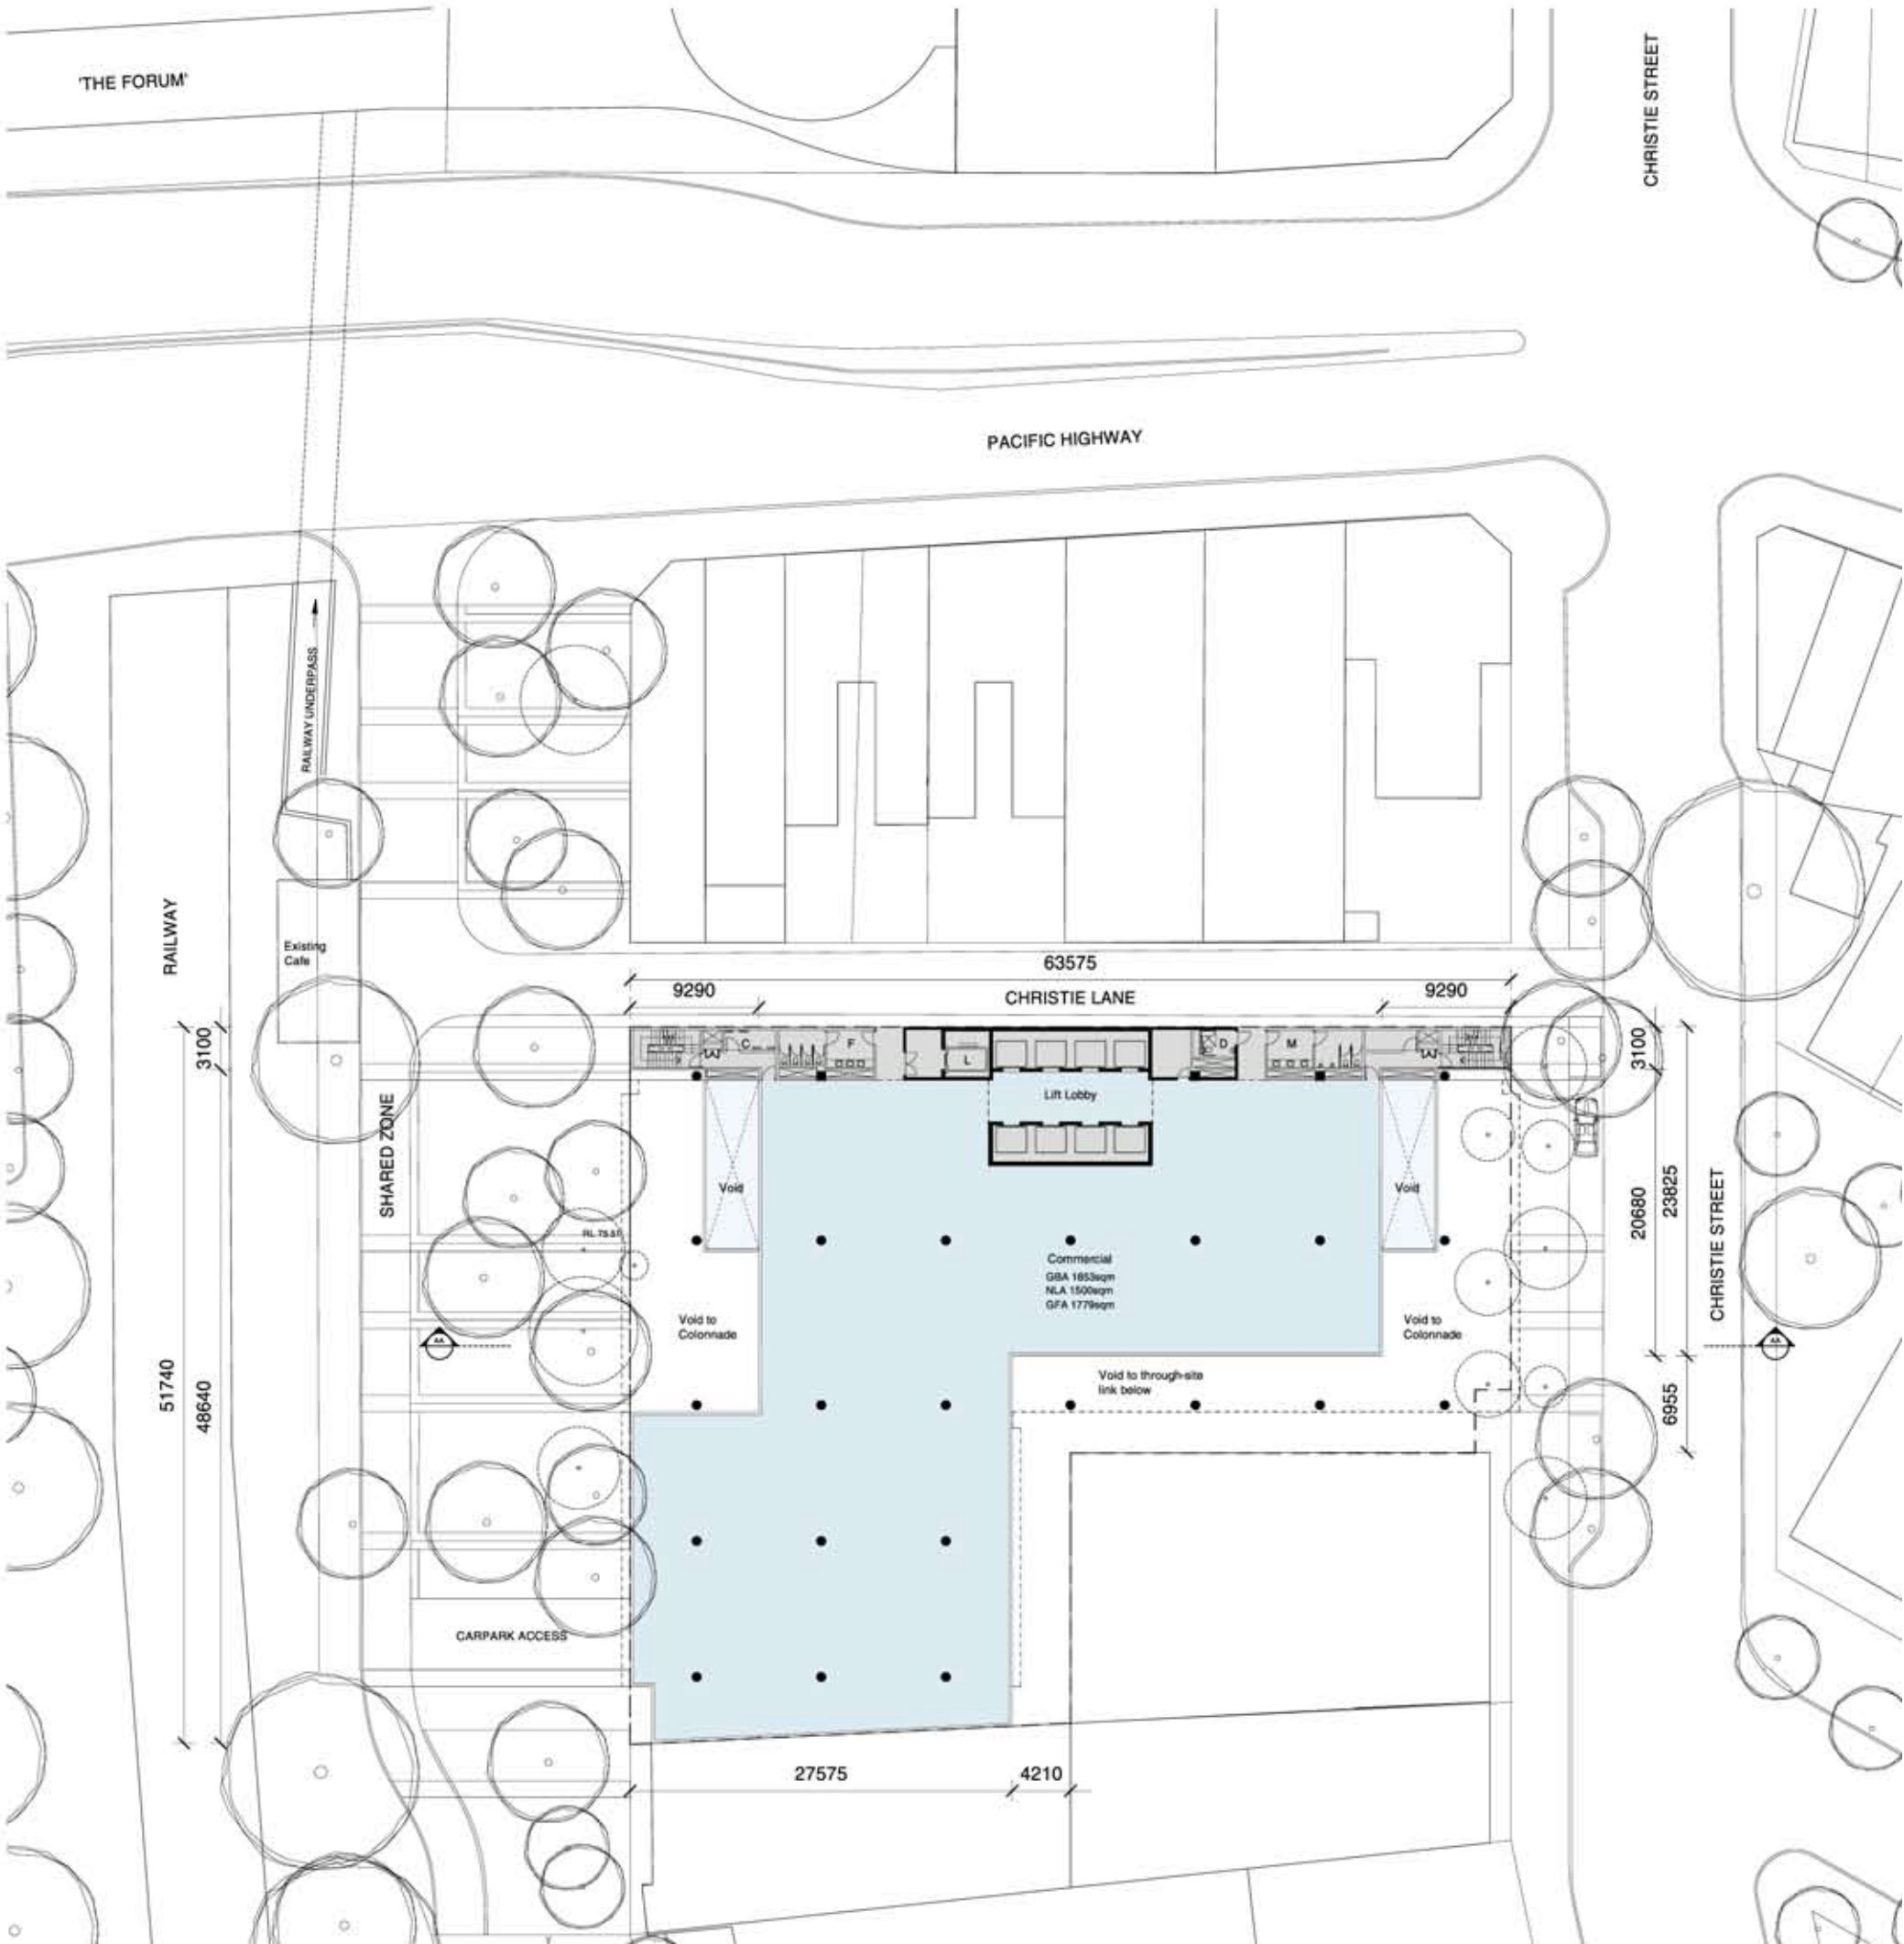 'THE FORUM'
CHRISTIE STREET
PACIFIC HIGHWAY
RAILWAY UNDERPASS
RAILWAY
Existing
Cafe
63575
9290
CHRISTIE LANE
9290
3100
3100
C
F
L
D
M
Lift Lobby
SHARED ZONE
Void
Void
20680
23825
CHRISTIE STREET
Commercial
GBA 1853sqm
NLA 1500sqm
GFA 1779sqm
Void to
Colonnade
Void to
Colonnade
AA
AA
Void to through-site
link below
51740
48640
6955
CARPARK ACCESS
27575
4210